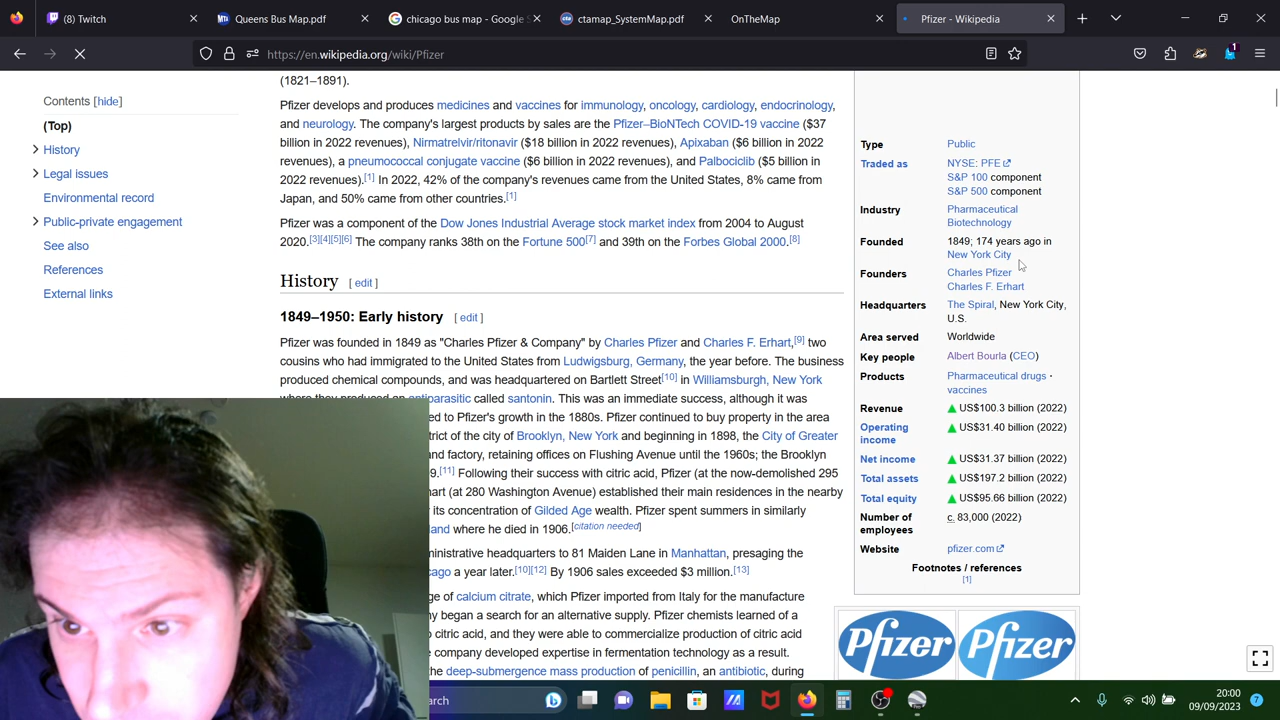 (8) Twitch
Queens Bus Map.pdf
chicago bus map - Google S
ctamap_SystemMap.pdf
OnTheMap
Pfizer - Wikipedia
https://en.wikipedia.org/wiki/Pfizer
1
Contents [hide]
(Top)
History
Legal issues
Environmental record
Public-private engagement
See also
References
External links
(1821–1891).
Pfizer develops and produces medicines and vaccines for immunology, oncology, cardiology, endocrinology,
and neurology. The company's largest products by sales are the Pfizer–BioNTech COVID-19 vaccine ($37
billion in 2022 revenues), Nirmatrelvir/ritonavir ($18 billion in 2022 revenues), Apixaban ($6 billion in 2022
revenues), a pneumococcal conjugate vaccine ($6 billion in 2022 revenues), and Palbociclib ($5 billion in
2022 revenues).[1] In 2022, 42% of the company's revenues came from the United States, 8% came from
Japan, and 50% came from other countries.[1]
Pfizer was a component of the Dow Jones Industrial Average stock market index from 2004 to August
2020.[3][4][5][6] The company ranks 38th on the Fortune 500[7] and 39th on the Forbes Global 2000.[8]
History [ edit ]
1849–1950: Early history [ edit ]
Pfizer was founded in 1849 as "Charles Pfizer & Company" by Charles Pfizer and Charles F. Erhart,[9] two
cousins who had immigrated to the United States from Ludwigsburg, Germany, the year before. The business
produced chemical compounds, and was headquartered on Bartlett Street[10] in Williamsburgh, New York
where they produced an antiparasitic called santonin. This was an immediate success, although it was
ed to Pfizer's growth in the 1880s. Pfizer continued to buy property in the area
trict of the city of Brooklyn, New York and beginning in 1898, the City of Greater
and factory, retaining offices on Flushing Avenue until the 1960s; the Brooklyn
9.[11] Following their success with citric acid, Pfizer (at the now-demolished 295
hart (at 280 Washington Avenue) established their main residences in the nearby
its concentration of Gilded Age wealth. Pfizer spent summers in similarly
land where he died in 1906.[citation needed]
ministrative headquarters to 81 Maiden Lane in Manhattan, presaging the
cago a year later.[10][12] By 1906 sales exceeded $3 million.[13]
ge of calcium citrate, which Pfizer imported from Italy for the manufacture
ny began a search for an alternative supply. Pfizer chemists learned of a
o citric acid, and they were able to commercialize production of citric acid
e company developed expertise in fermentation technology as a result.
the deep-submergence mass production of penicillin, an antibiotic, during
Type Public
Traded as NYSE: PFE
S&P 100 component
S&P 500 component
Industry Pharmaceutical
Biotechnology
Founded 1849; 174 years ago in
New York City
Founders Charles Pfizer
Charles F. Erhart
Headquarters The Spiral, New York City,
U.S.
Area served Worldwide
Key people Albert Bourla (CEO)
Products Pharmaceutical drugs •
vaccines
Revenue ▲ US$100.3 billion (2022)
Operating income ▲ US$31.40 billion (2022)
Net income ▲ US$31.37 billion (2022)
Total assets ▲ US$197.2 billion (2022)
Total equity ▲ US$95.66 billion (2022)
Number of employees c. 83,000 (2022)
Website pfizer.com
Footnotes / references
[1]
Pfizer Pfizer
earch
20:00
09/09/2023
7